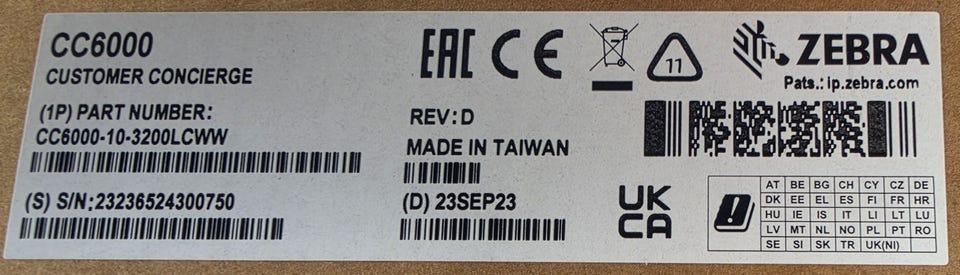 CC6000
CUSTOMER CONCIERGE
(1P) PART NUMBER:
CC6000-10-3200LCWW
(S) S/N:23236524300750
EAC CE
11
ZEBRA
Pats.: ip.zebra.com
REV:D
MADE IN TAIWAN
(D) 23SEP23
UK
CA
AT BE BG CH CY CZ DE
DK EE EL ES FI FR HR
HU IE IS IT LI LT LU
LV MT NL NO PL PT RO
SE SI SK TR UK(NI)